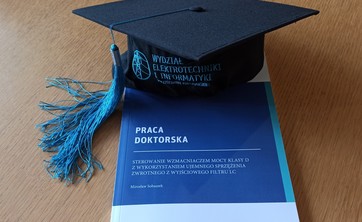 WYDZIAŁ
ELEKTROTECHNIKI
I INFORMATYKI
PRACA
DOKTORSKA
STEROWANIE WZMACNIACZEM MOCY KLASY D
Z WYKORZYSTANIEM UJEMNEGO SPRZĘŻENIA
ZWROTNEGO Z WYJŚCIOWEGO FILTRU LC